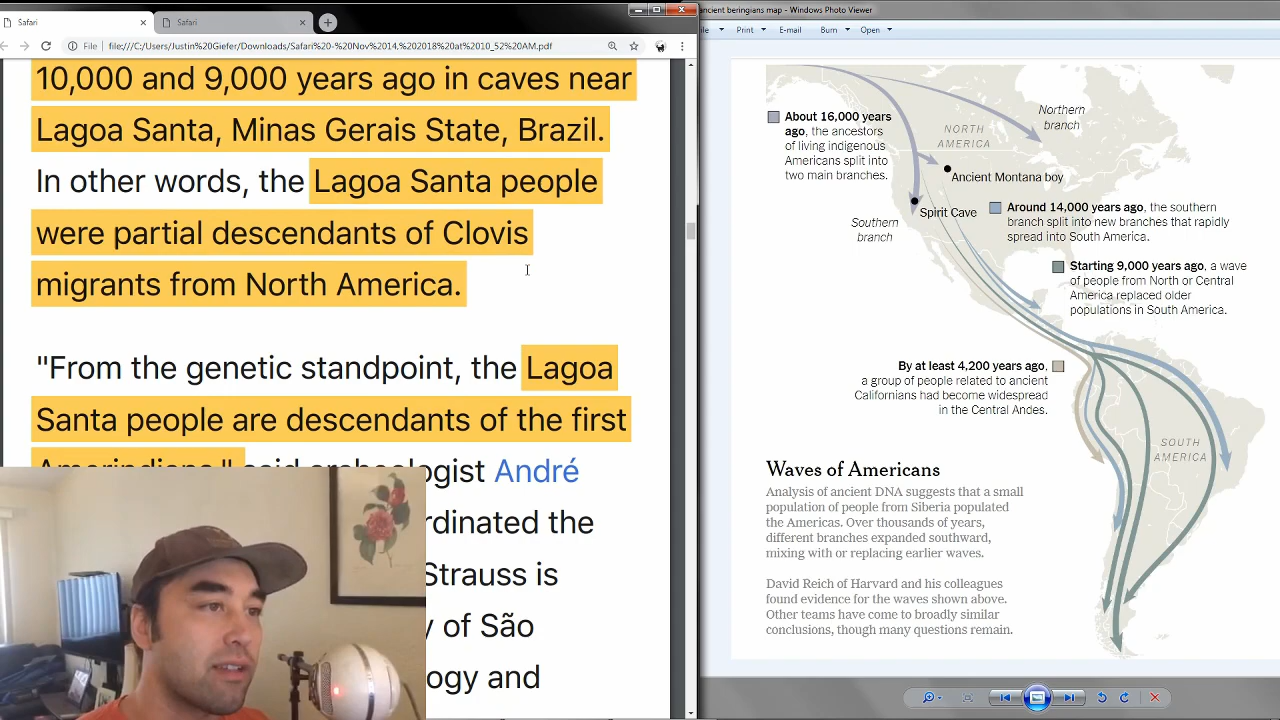 Safari
Safari
File
file:///C:/Users/Justin%20Giefer/Downloads/Safari%20-%20Nov%2014,%202018%20at%2010_52%20AM.pdf
10,000 and 9,000 years ago in caves near
Lagoa Santa, Minas Gerais State, Brazil.
In other words, the Lagoa Santa people
were partial descendants of Clovis
migrants from North America.
"From the genetic standpoint, the Lagoa
Santa people are descendants of the first
Amerindians," said archeologist André
rdinated the
Strauss is
y of São
ogy and
ancient beringians map - Windows Photo Viewer
Print
E-mail
Burn
Open
About 16,000 years
ago, the ancestors
of living indigenous
Americans split into
two main branches.
NORTH
AMERICA
Northern
branch
Ancient Montana boy
Spirit Cave
Southern
branch
Around 14,000 years ago, the southern
branch split into new branches that rapidly
spread into South America.
Starting 9,000 years ago, a wave
of people from North or Central
America replaced older
populations in South America.
By at least 4,200 years ago,
a group of people related to ancient
Californians had become widespread
in the Central Andes.
SOUTH
AMERICA
Waves of Americans
Analysis of ancient DNA suggests that a small
population of people from Siberia populated
the Americas. Over thousands of years,
different branches expanded southward,
mixing with or replacing earlier waves.
David Reich of Harvard and his colleagues
found evidence for the waves shown above.
Other teams have come to broadly similar
conclusions, though many questions remain.